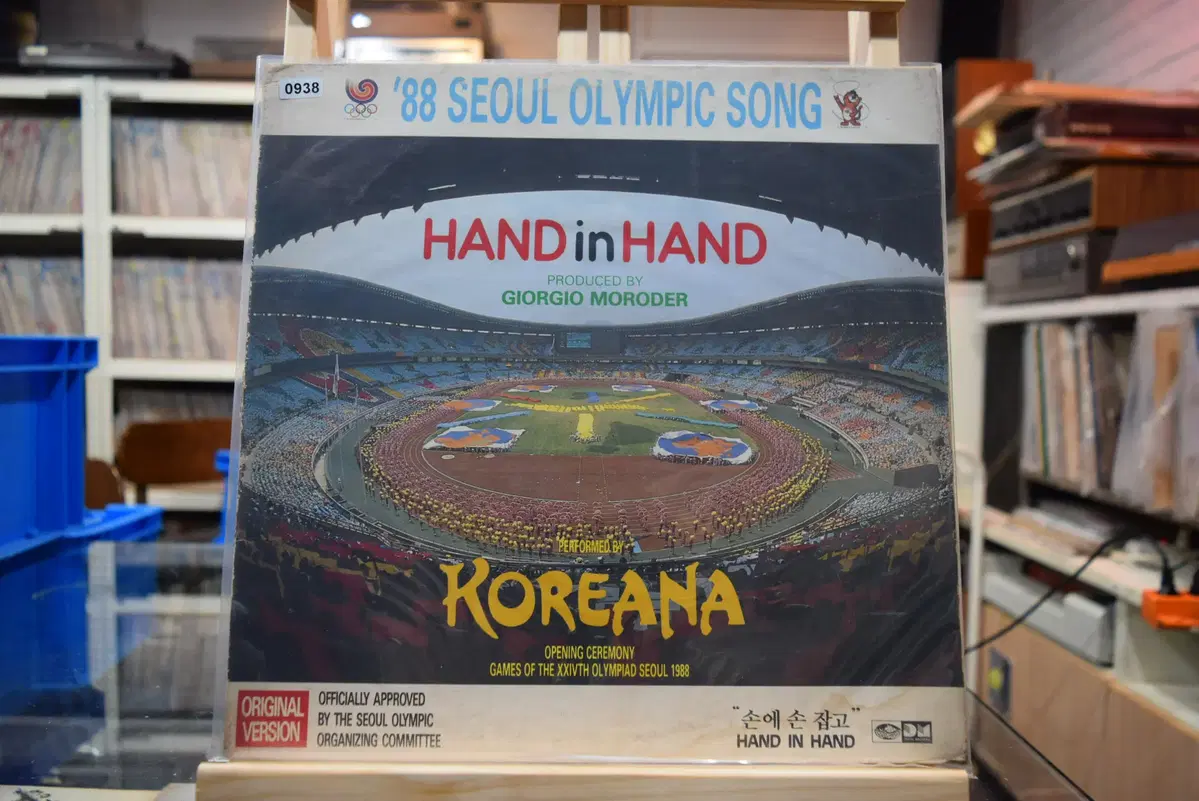 0938
'88 SEOUL OLYMPIC SONG
HAND in HAND
PRODUCED BY
GIORGIO MORODER
PERFORMED BY
KOREANA
OPENING CEREMONY
GAMES OF THE XXIVTH OLYMPIAD SEOUL 1988
ORIGINAL
VERSION
OFFICIALLY APPROVED
BY THE SEOUL OLYMPIC
ORGANIZING COMMITTEE
"손에 손 잡고"
HAND IN HAND